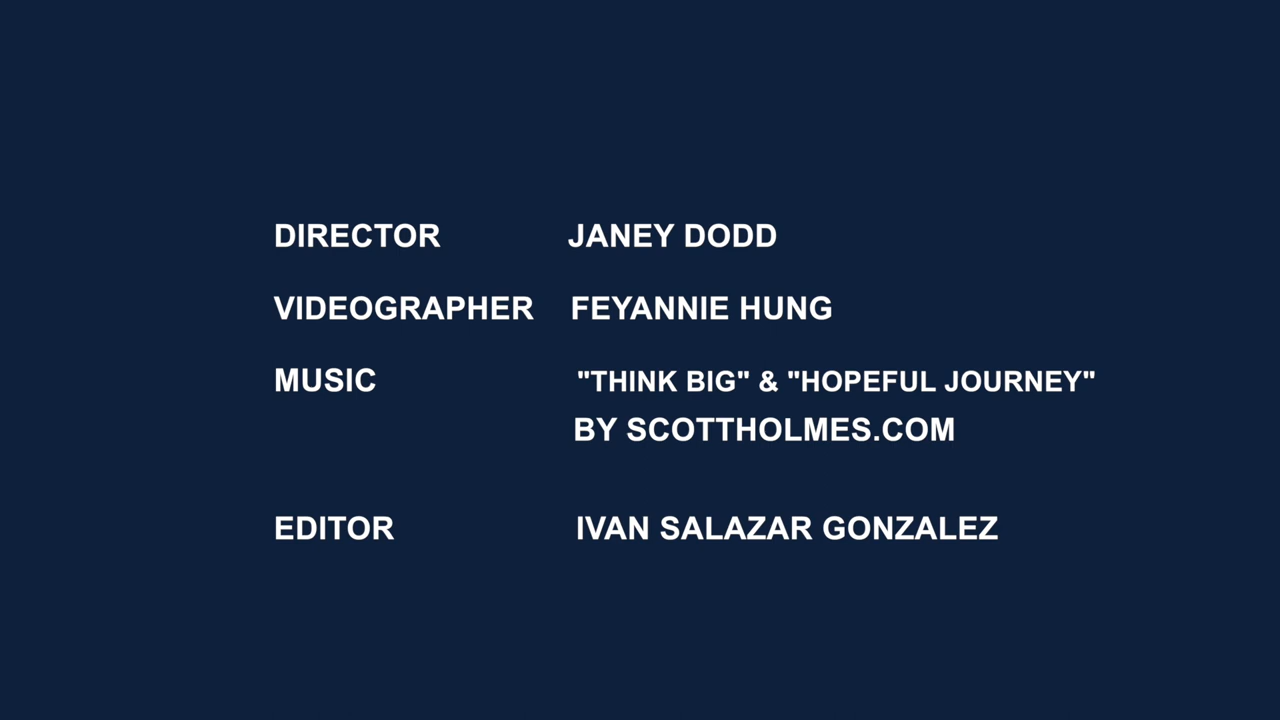 DIRECTOR JANEY DODD
VIDEOGRAPHER FEYANNIE HUNG
MUSIC "THINK BIG" & "HOPEFUL JOURNEY"
BY SCOTTHOLMES.COM
EDITOR IVAN SALAZAR GONZALEZ